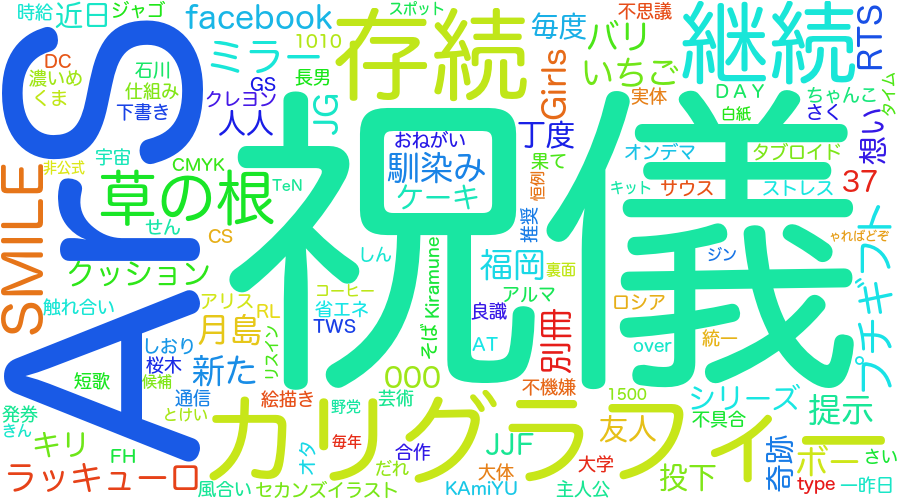 時給
近日
ジャゴ
facebook
スポット
存続
毎度
不思議
継続
RTS
DC
石川
ミラー
1010
バリ
濃いめ
仕組み
長男
GS
いちご
Girls
DAY
ちゃんこ
タイム
くま
下書き
クレヨン
JG
実体
白紙
さく
人人
おねがい
丁度
想い
ArS
非公式
宇宙
CMYK
祝儀
馴染み
果て
オンデマ
タブロイド
SMILE
草の根
TeN
ケーキ
恒例
キット
サウス
ストレス
37
せん
CS
推奨
ゃればどぞ
クッション
しん
福岡
裏面
ジン
プチギフト
コーヒー
Kiramune
そば
アルマ
触れ合い
アリス
RL
省エネ
良識
ロシア
月島
TWS
別冊
しおり
リスイン
AT
over
統一
桜木
新た
短歌
候補
000
不機嫌
1500
シリーズ
通信
絵描き
芸術
発券
とけい
カリグラフィー
野党
友人
不具合
提示
きん
キリ
毎年
合作
JJF
奇跡
ボー
FH
オタ
だれ
大体
大学
投下
さい
ラッキューロ
風合い
セカンズイラスト
KAmiYU
主人公
type
一昨日